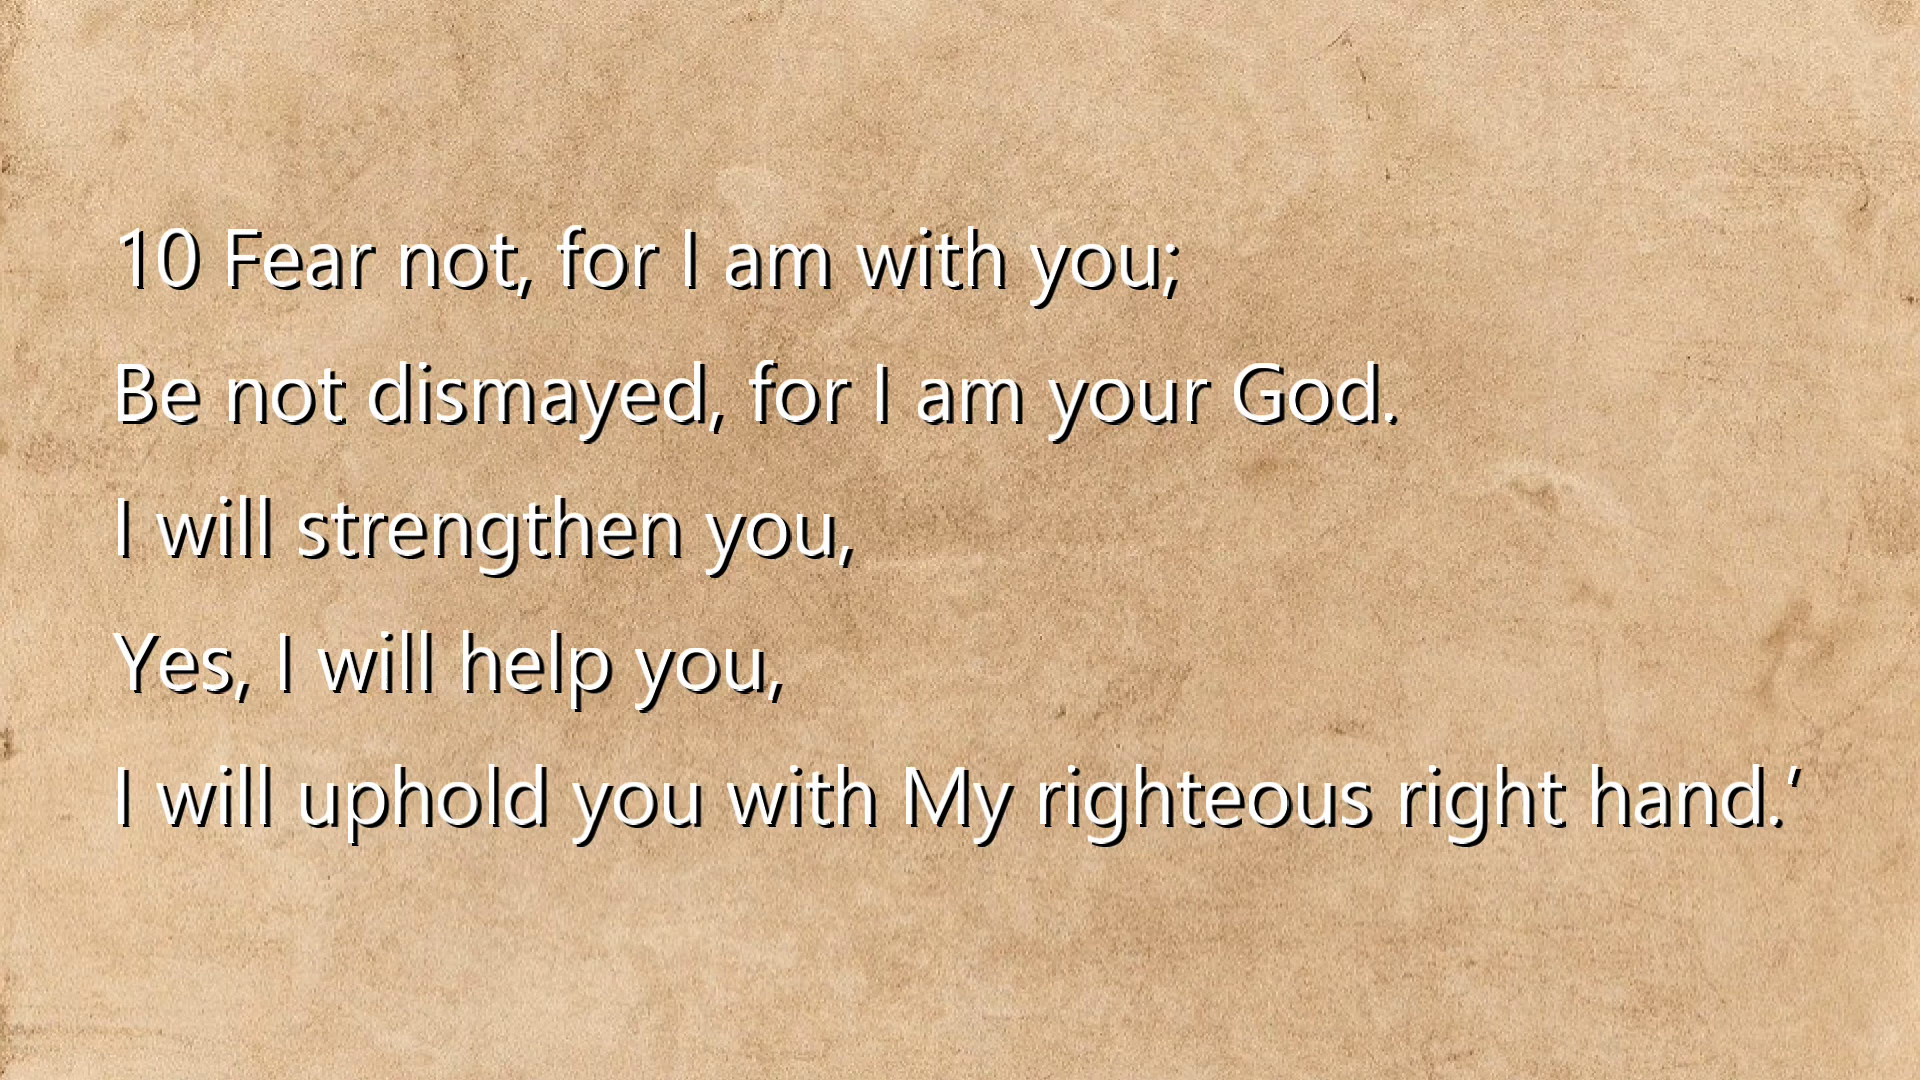 10 Fear not, for I am with you;
Be not dismayed, for I am your God.
I will strengthen you,
Yes, I will help you,
I will uphold you with My righteous right hand.’